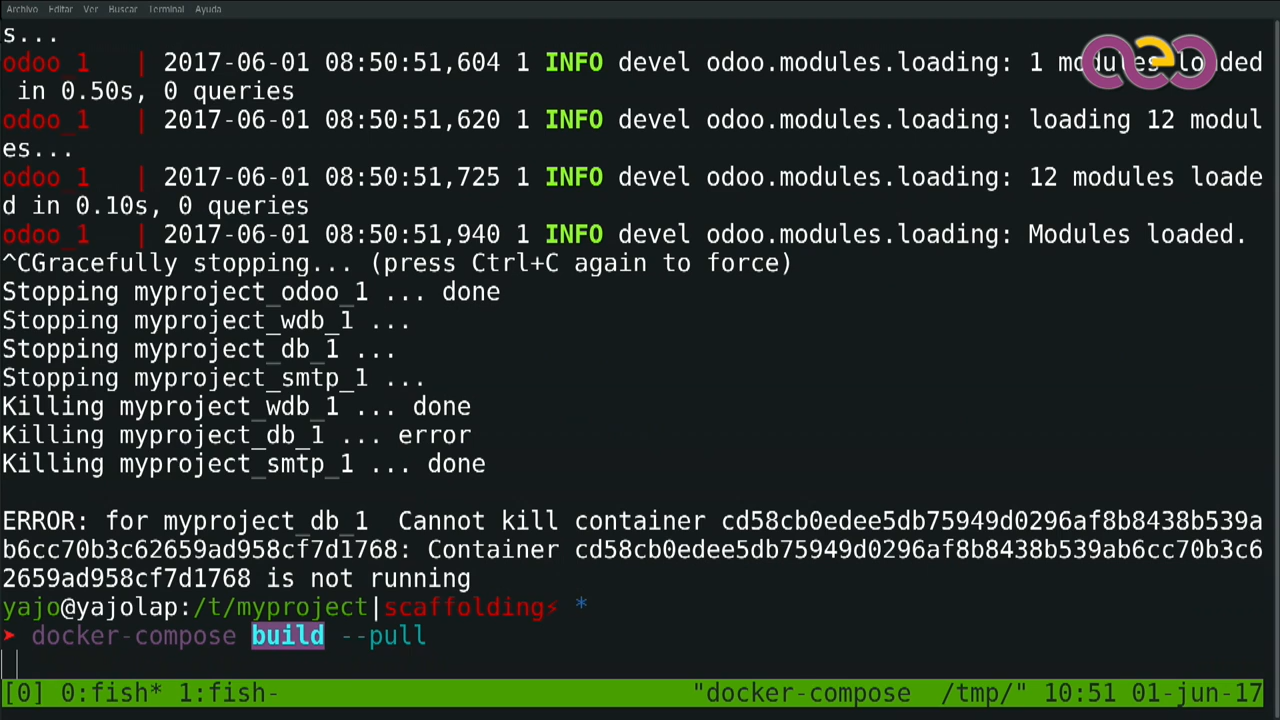 Archivo Editar Ver Buscar Terminal Ayuda
s...
odoo_1   | 2017-06-01 08:50:51,604 1 INFO devel odoo.modules.loading: 1 modules loaded
 in 0.50s, 0 queries
odoo_1   | 2017-06-01 08:50:51,620 1 INFO devel odoo.modules.loading: loading 12 modul
es...
odoo_1   | 2017-06-01 08:50:51,725 1 INFO devel odoo.modules.loading: 12 modules loade
d in 0.10s, 0 queries
odoo_1   | 2017-06-01 08:50:51,940 1 INFO devel odoo.modules.loading: Modules loaded.
^CGracefully stopping... (press Ctrl+C again to force)
Stopping myproject_odoo_1 ... done
Stopping myproject_wdb_1 ...
Stopping myproject_db_1 ...
Stopping myproject_smtp_1 ...
Killing myproject_wdb_1 ... done
Killing myproject_db_1 ... error
Killing myproject_smtp_1 ... done
ERROR: for myproject_db_1  Cannot kill container cd58cb0edee5db75949d0296af8b8438b539a
b6cc70b3c62659ad958cf7d1768: Container cd58cb0edee5db75949d0296af8b8438b539ab6cc70b3c6
2659ad958cf7d1768 is not running
yajo@yajolap:/t/myproject|scaffolding⚡ *
➤ docker-compose build --pull
[0] 0:fish* 1:fish- "docker-compose  /tmp/" 10:51 01-jun-17